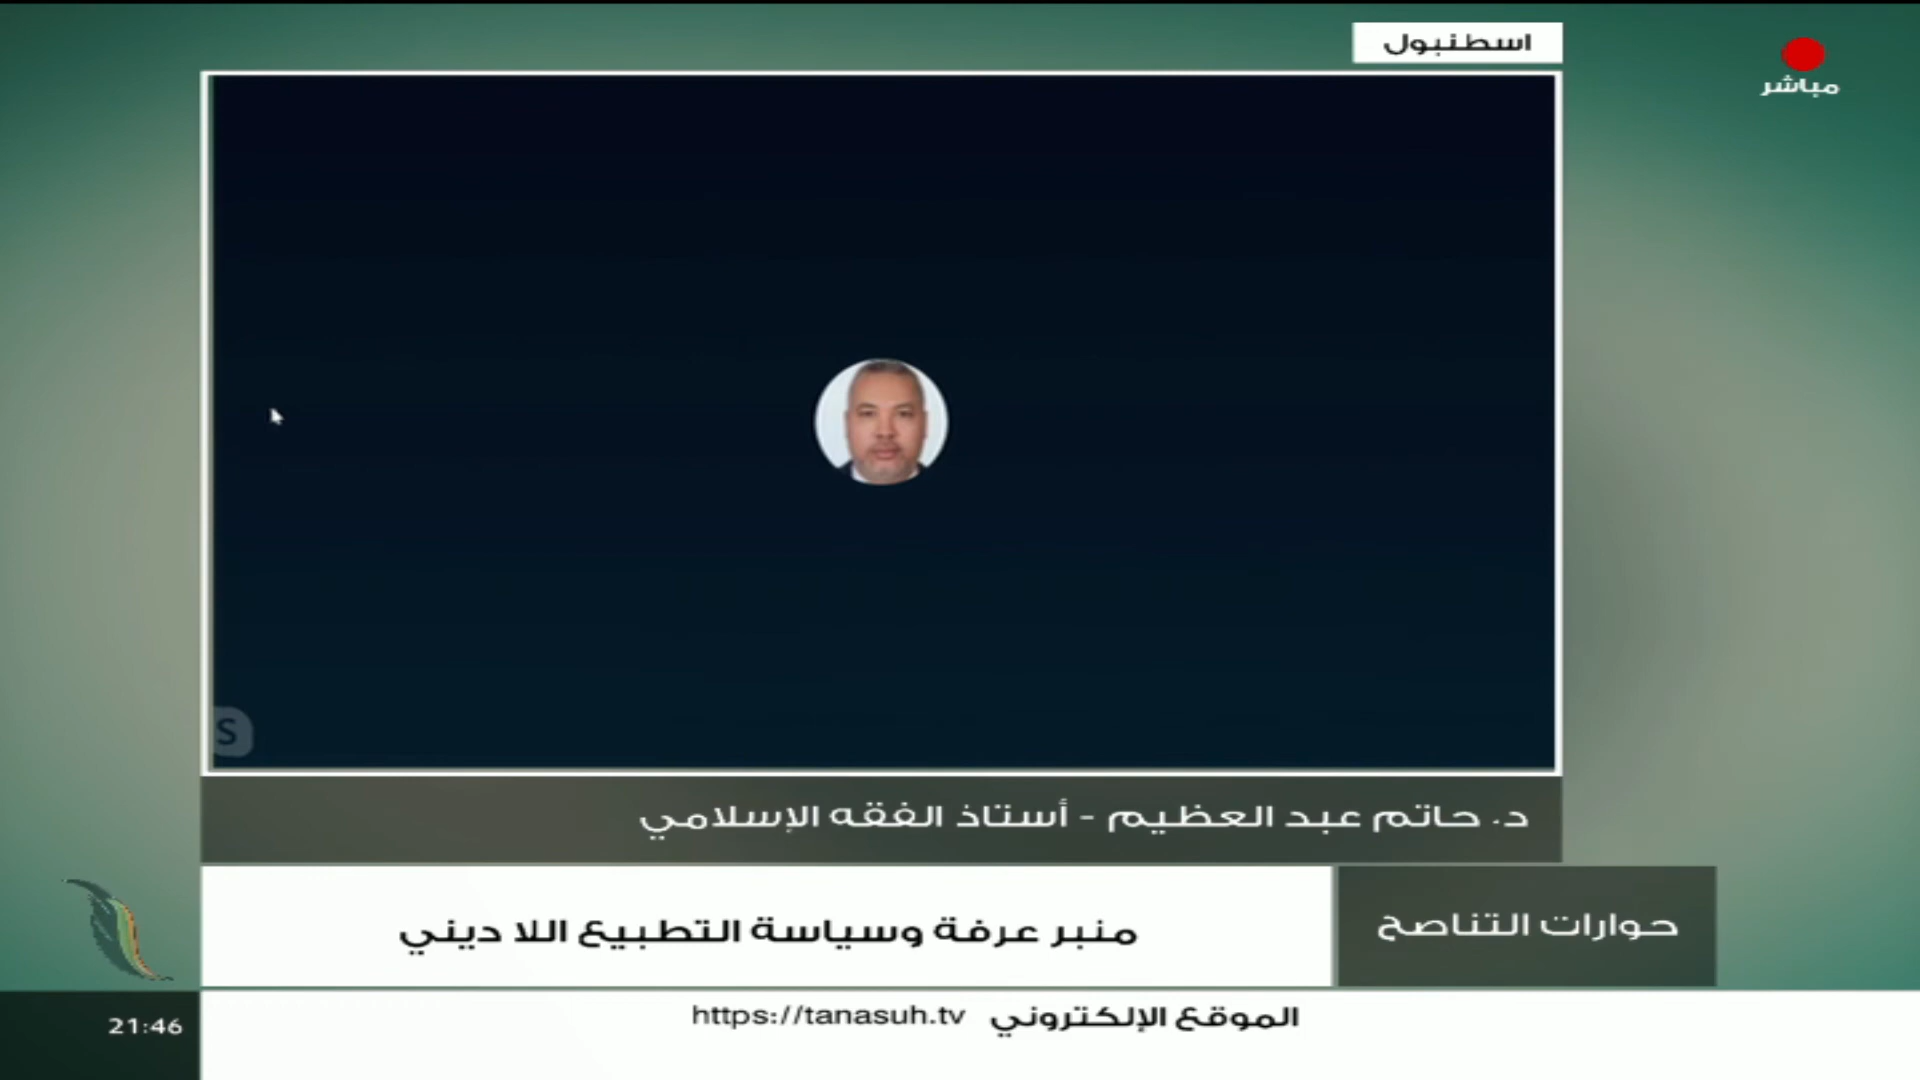 اسطنبول
مباشر
S
د. حاتم عبد العظيم - أستاذ الفقه الإسلامي
حوارات التناصح
منبر عرفة وسياسة التطبيع اللا ديني
الموقع الإلكتروني https://tanasuh.tv
21:46